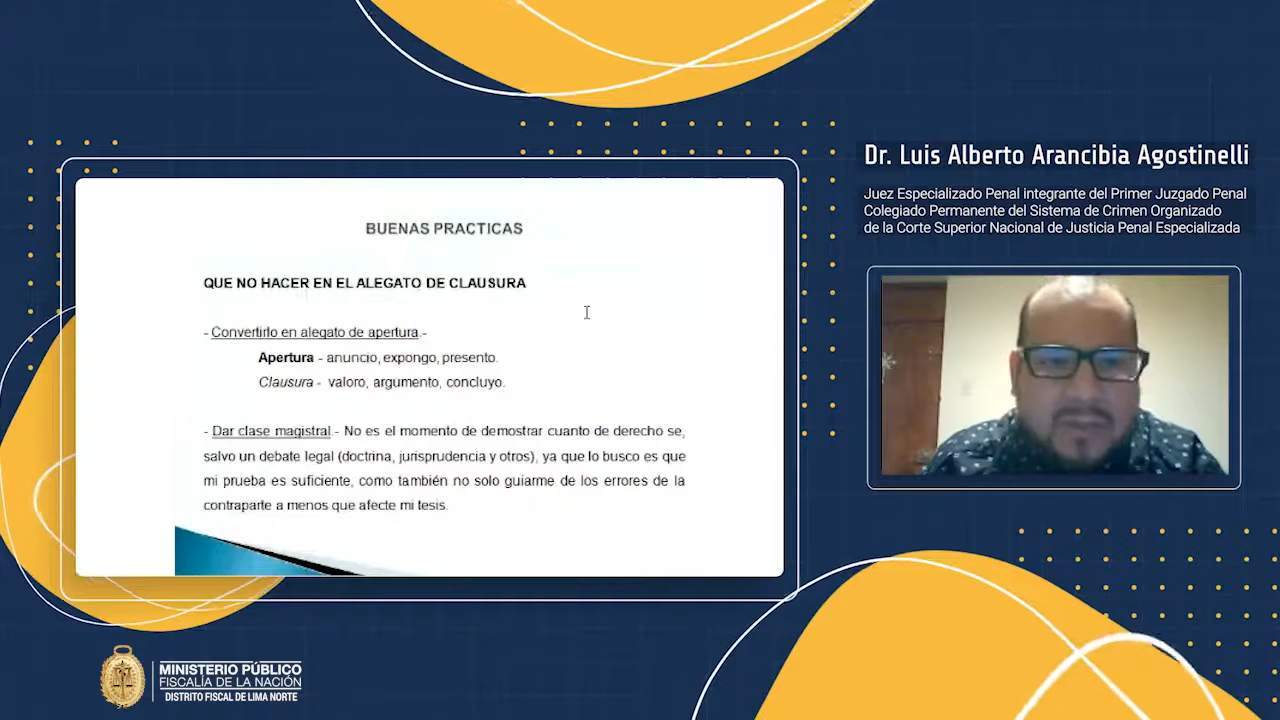 BUENAS PRACTICAS
QUE NO HACER EN EL ALEGATO DE CLAUSURA
- Convertirlo en alegato de apertura.-
Apertura - anuncio, expongo, presento.
Clausura - valoro, argumento, concluyo.
- Dar clase magistral.- No es el momento de demostrar cuanto de derecho se,
salvo un debate legal (doctrina, jurisprudencia y otros), ya que lo busco es que
mi prueba es suficiente, como también no solo guiarme de los errores de la
contraparte a menos que afecte mi tesis.
Dr. Luis Alberto Arancibia Agostinelli
Juez Especializado Penal integrante del Primer Juzgado Penal
Colegiado Permanente del Sistema de Crimen Organizado
de la Corte Superior Nacional de Justicia Penal Especializada
MINISTERIO PÚBLICO
FISCALÍA DE LA NACIÓN
DISTRITO FISCAL DE LIMA NORTE